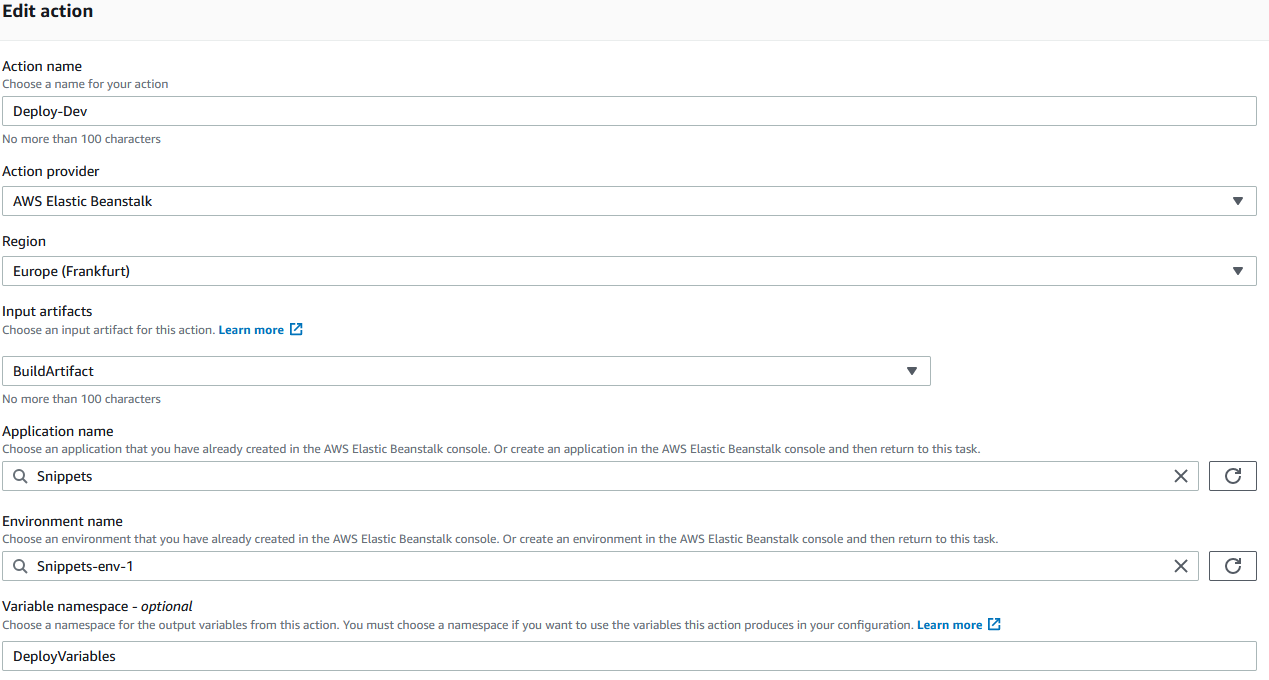 Edit action
Action name
Choose a name for your action
Deploy-Dev
No more than 100 characters
Action provider
AWS Elastic Beanstalk
Region
Europe (Frankfurt)
Input artifacts
Choose an input artifact for this action. Learn more
BuildArtifact
No more than 100 characters
Application name
Choose an application that you have already created in the AWS Elastic Beanstalk console. Or create an application in the AWS Elastic Beanstalk console and then return to this task.
Snippets
Environment name
Choose an environment that you have already created in the AWS Elastic Beanstalk console. Or create an environment in the AWS Elastic Beanstalk console and then return to this task.
Snippets-env-1
Variable namespace - optional
Choose a namespace for the output variables from this action. You must choose a namespace if you want to use the variables this action produces in your configuration. Learn more
DeployVariables